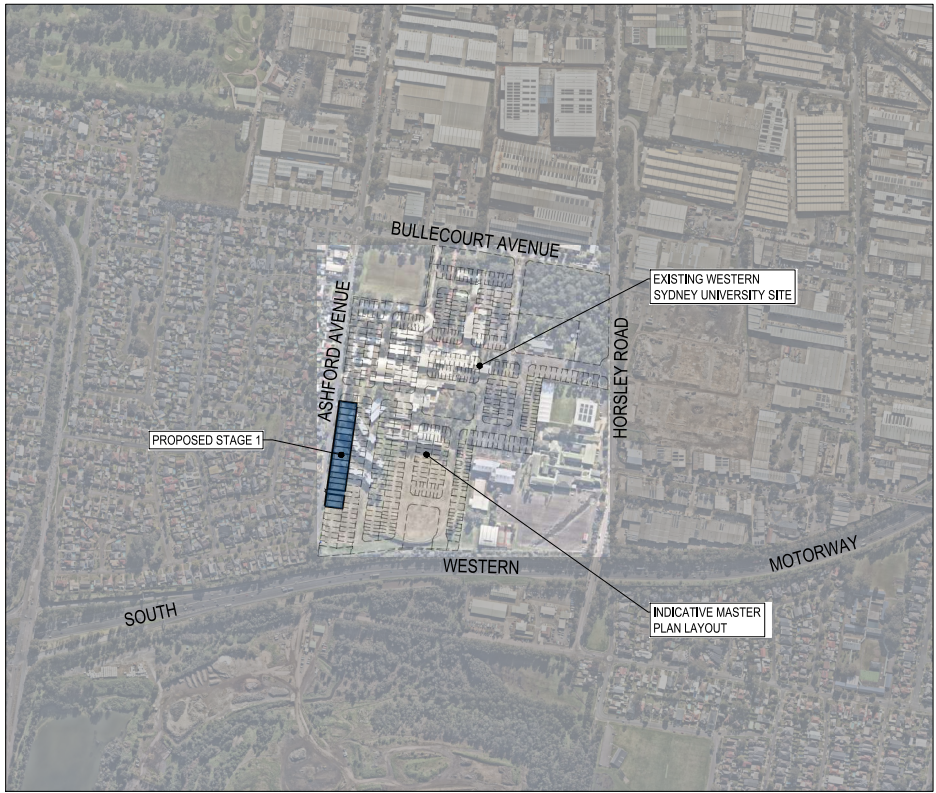 BULLECOURT AVENUE
EXISTING WESTERN
SYDNEY UNIVERSITY SITE
ASHFORD AVENUE
HORSLEY ROAD
PROPOSED STAGE 1
MOTORWAY
WESTERN
SOUTH
INDICATIVE MASTER
PLAN LAYOUT